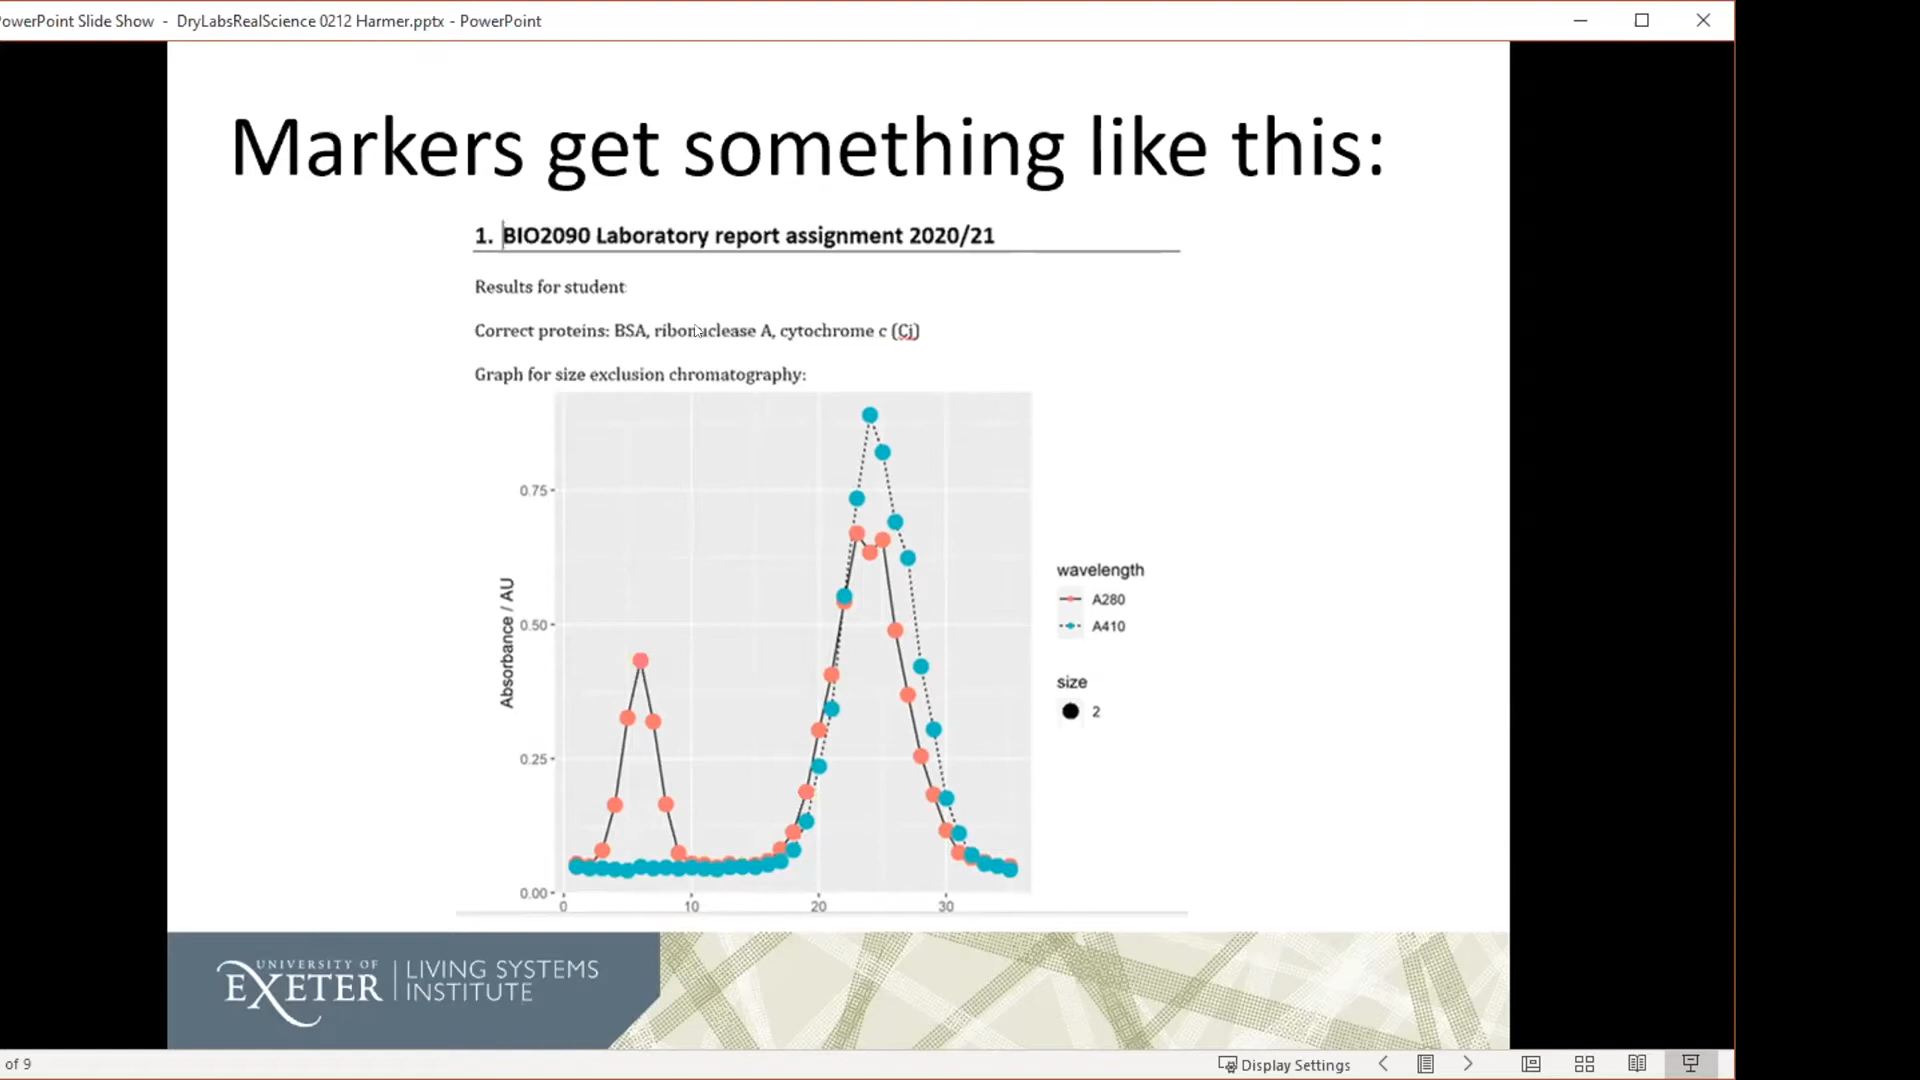 PowerPoint Slide Show - DryLabsRealScience 0212 Harmer.pptx - PowerPoint
Markers get something like this:
1. BIO2090 Laboratory report assignment 2020/21
Results for student
Correct proteins: BSA, ribonuclease A, cytochrome c (Cj)
Graph for size exclusion chromatography:
0.75
0.50
0.25
0.00
Absorbance / AU
0 10 20 30
wavelength
A280
A410
size
2
UNIVERSITY OF
EXETER
LIVING SYSTEMS
INSTITUTE
of 9
Display Settings